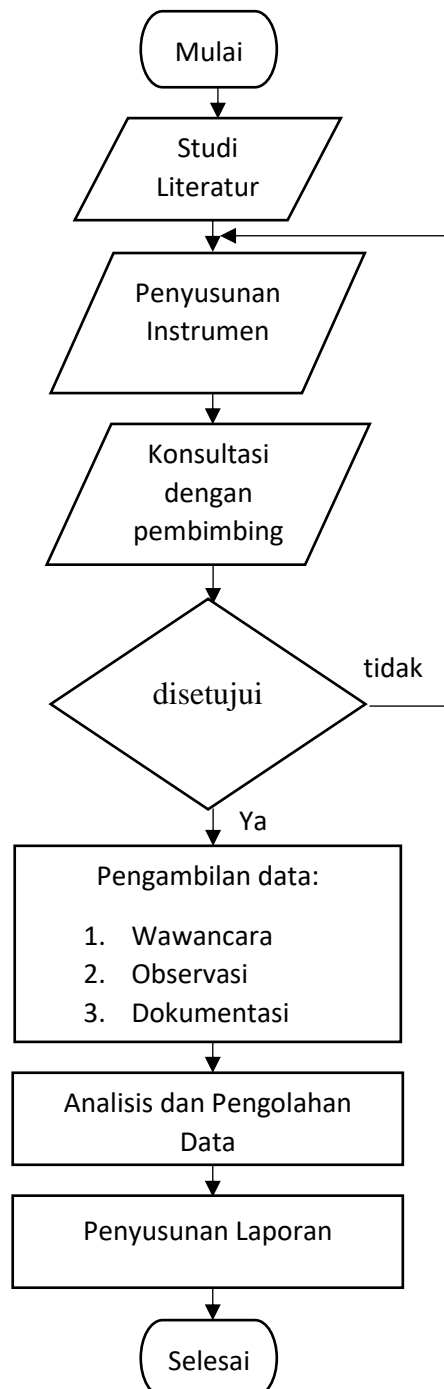 Mulai
Studi
Literatur
Penyusunan
Instrumen
Konsultasi
dengan
pembimbing
disetujui
tidak
Ya
Pengambilan data:
1. Wawancara
2. Observasi
3. Dokumentasi
Analisis dan Pengolahan
Data
Penyusunan Laporan
Selesai